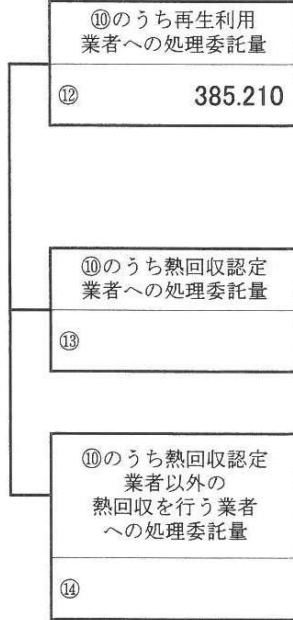 ⑩のうち再生利用
業者への処理委託量
⑫ 385.210
⑩のうち熱回収認定
業者への処理委託量
⑬
⑩のうち熱回収認定
業者以外の
熱回収を行う業者
への処理委託量
⑭